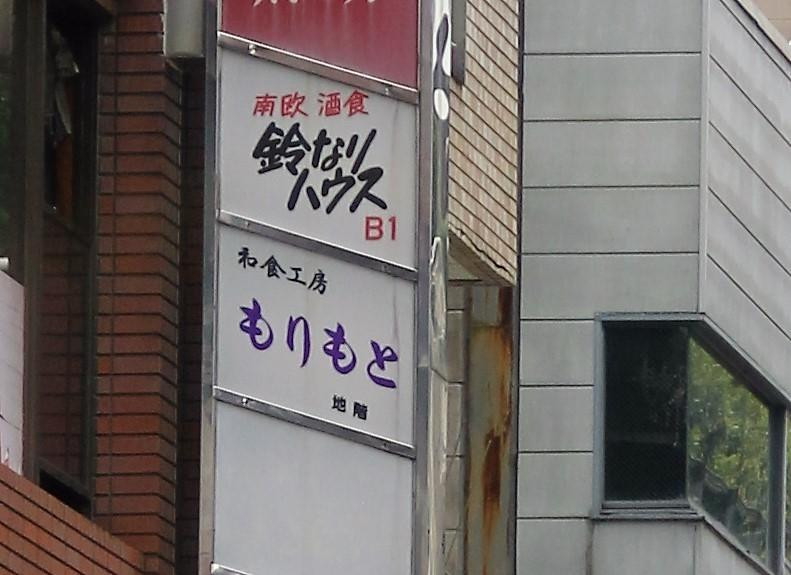 南欧 酒食
鈴なり
ハウス
B1
和食工房
もりもと
地階